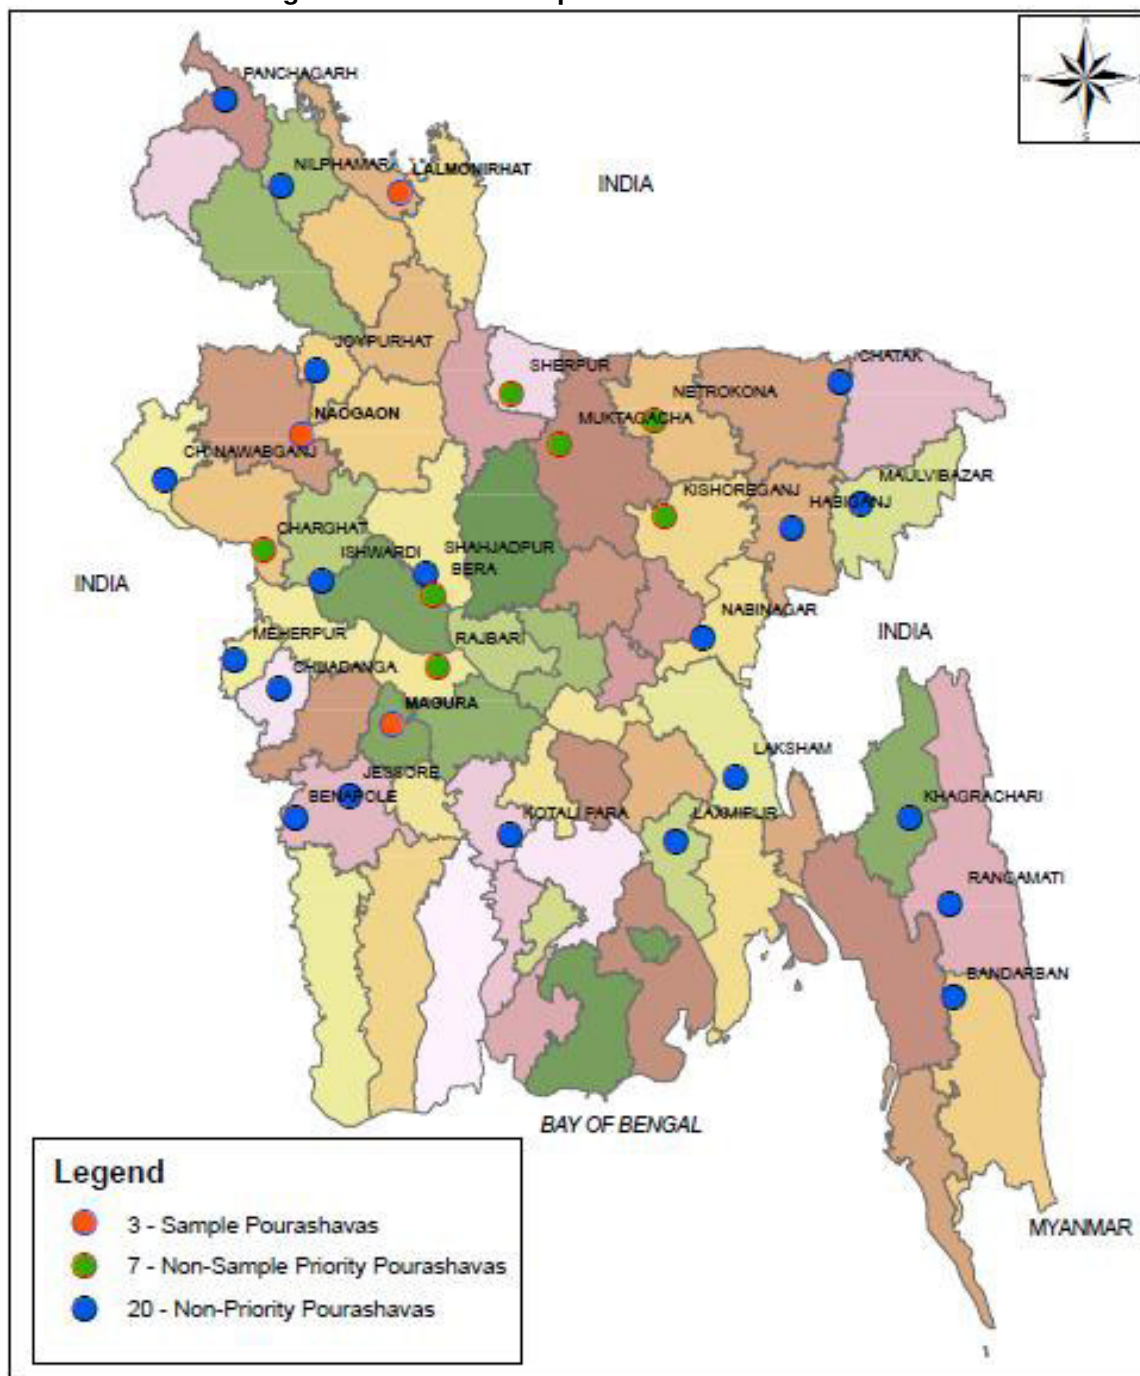 PANCHAGARH
NILPHAMARI
LALMONIRHAT
INDIA
JOYPURHAT
SHERPUR
CHATAK
NETROKONA
NAOGAON
MUKTAGACHA
CH.NAWABGANJ
MAULVIBAZAR
KISHOREGANJ
HABIGANJ
CHARGHAT
ISHWARDI
SHAHJADPUR
BERA
INDIA
NABINAGAR
INDIA
MEHERPUR
RAJBARI
CHUADANGA
MAGURA
LAKSHAM
JESSORE
BENAPOLE
KHAGRACHARI
KOTALI PARA
LAXMIPUR
RANGAMATI
BANDARBAN
BAY OF BENGAL
MYANMAR
Legend
3 - Sample Pourashavas
7 - Non-Sample Priority Pourashavas
20 - Non-Priority Pourashavas